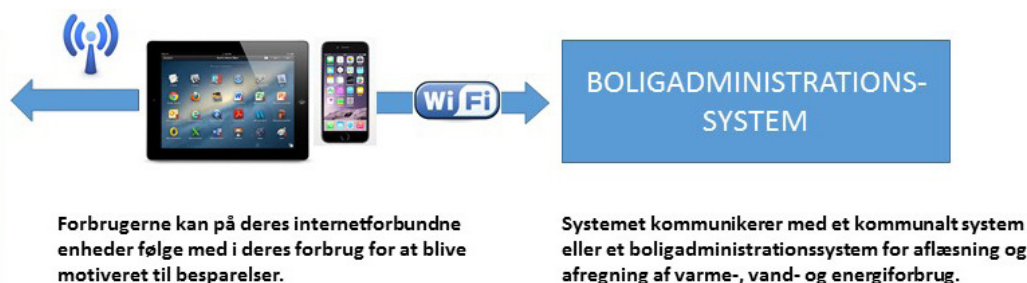 WiFi
BOLIGADMINISTRATIONS-
SYSTEM
Forbrugerne kan på deres internetforbundne
enheder følge med i deres forbrug for at blive
motiveret til besparelser.
Systemet kommunikerer med et kommunalt system
eller et boligadministrationssystem for aflæsning og
afregning af varme-, vand- og energiforbrug.